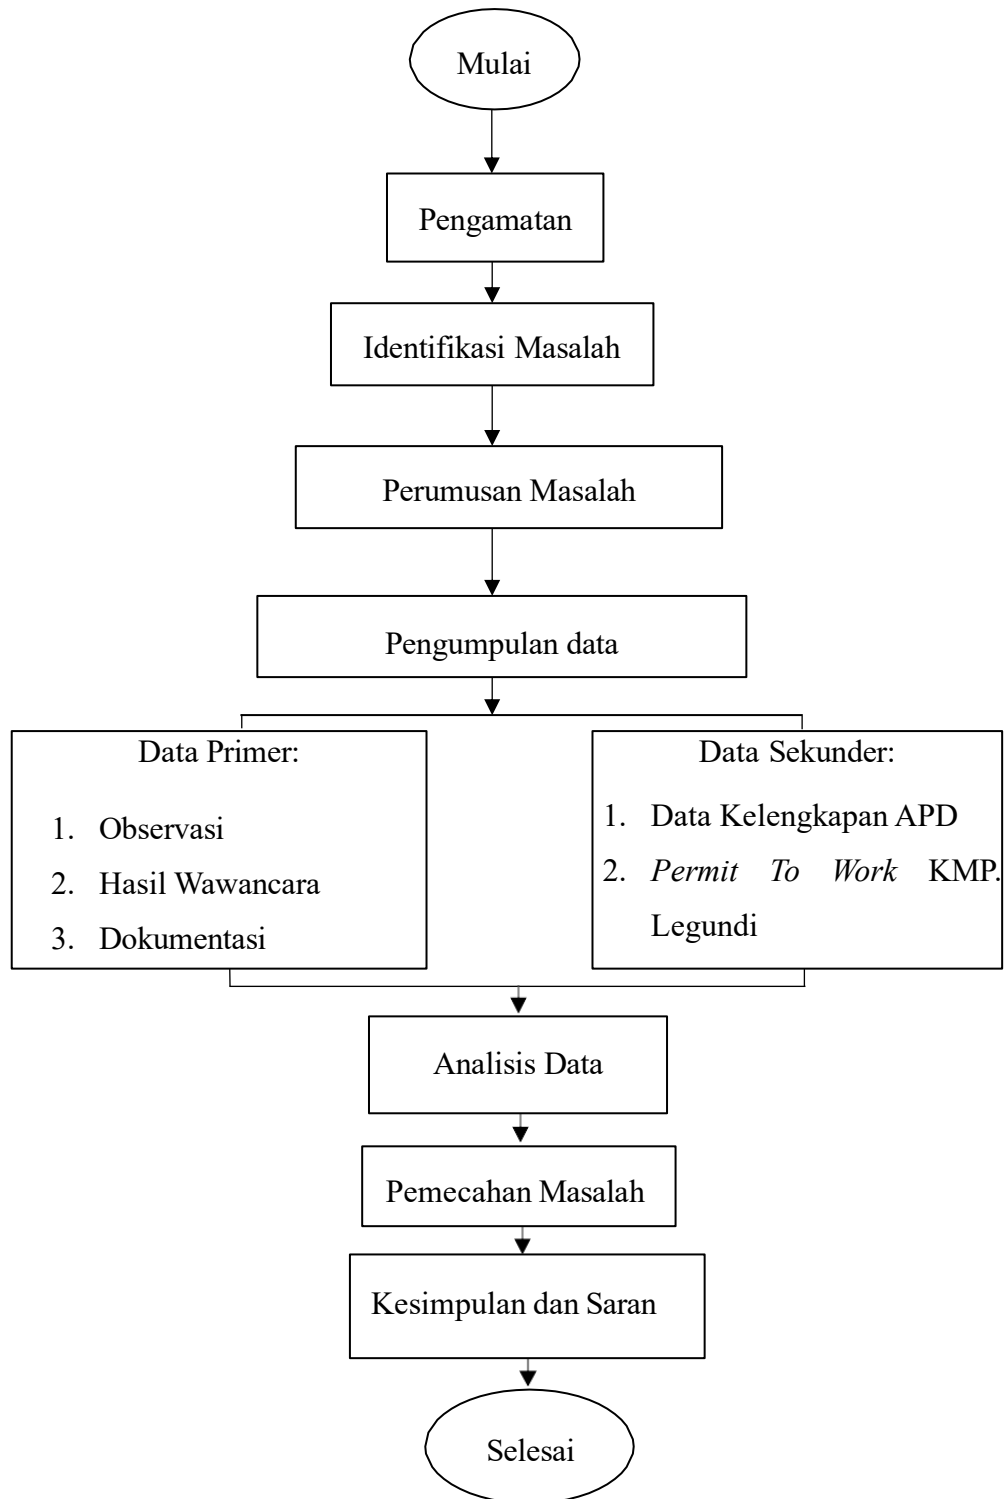 Mulai
Pengamatan
Identifikasi Masalah
Perumusan Masalah
Pengumpulan data
Data Primer:
1. Observasi
2. Hasil Wawancara
3. Dokumentasi
Data Sekunder:
1. Data Kelengkapan APD
2. Permit To Work KMP.
Legundi
Analisis Data
Pemecahan Masalah
Kesimpulan dan Saran
Selesai